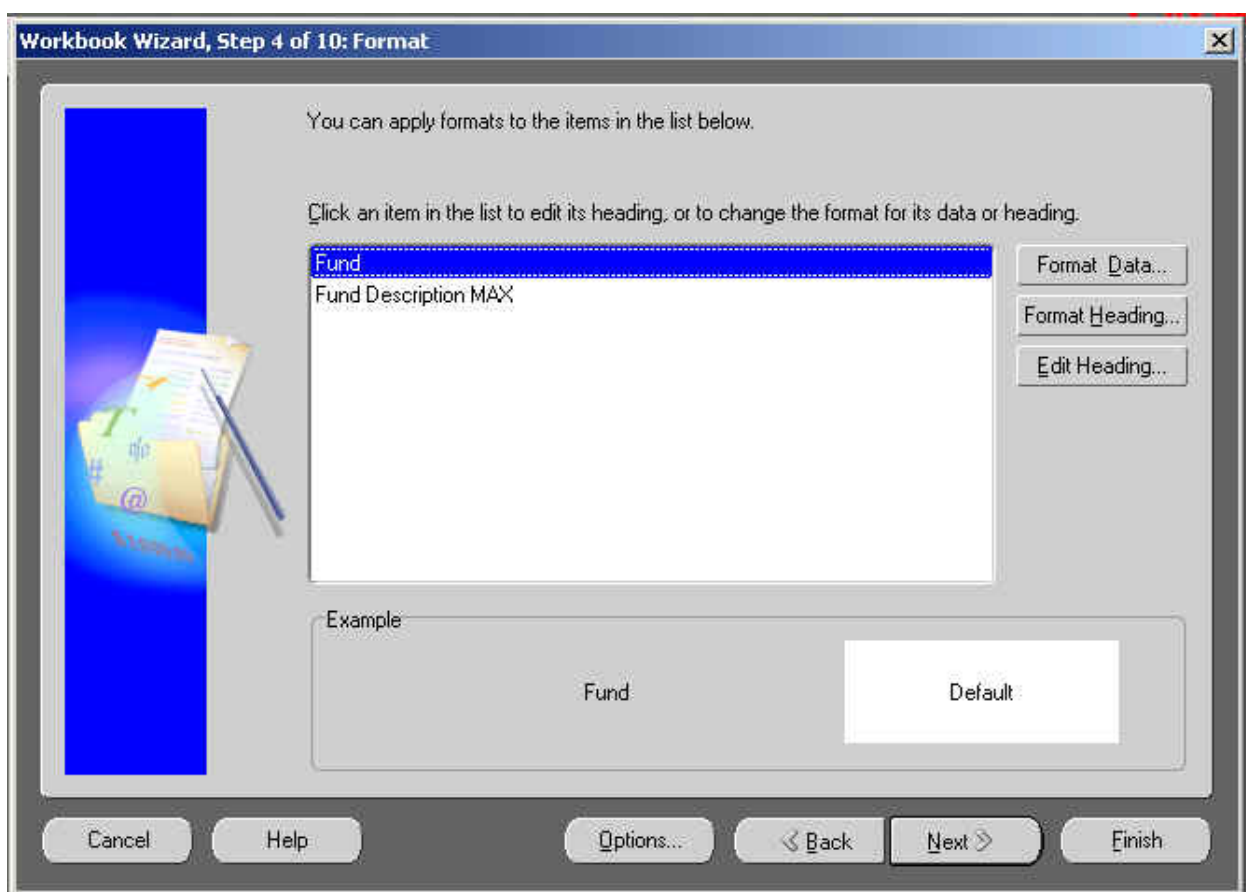 Workbook Wizard, Step 4 of 10: Format
You can apply formats to the items in the list below.
Click an item in the list to edit its heading, or to change the format for its data or heading.
Fund
Fund Description MAX
Format Data...
Format Heading...
Edit Heading...
T
#
@
Example
Fund
Default
Cancel
Help
Options...
Back
Next
Finish